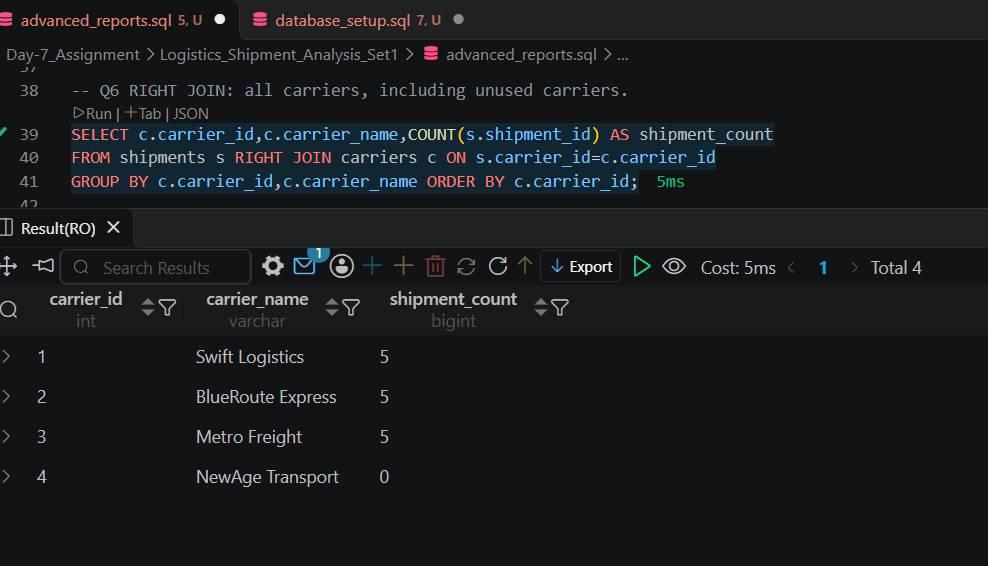 advanced_reports.sql 5, U
database_setup.sql 7, U
Day-7_Assignment > Logistics_Shipment_Analysis_Set1 > advanced_reports.sql > ...
37
38 -- Q6 RIGHT JOIN: all carriers, including unused carriers.
Run | Tab | JSON
39 SELECT c.carrier_id,c.carrier_name,COUNT(s.shipment_id) AS shipment_count
40 FROM shipments s RIGHT JOIN carriers c ON s.carrier_id=c.carrier_id
41 GROUP BY c.carrier_id,c.carrier_name ORDER BY c.carrier_id; 5ms
42
Result(RO)
Search Results 1 Export Cost: 5ms < 1 > Total 4
carrier_id carrier_name shipment_count
int varchar bigint
1 Swift Logistics 5
2 BlueRoute Express 5
3 Metro Freight 5
4 NewAge Transport 0